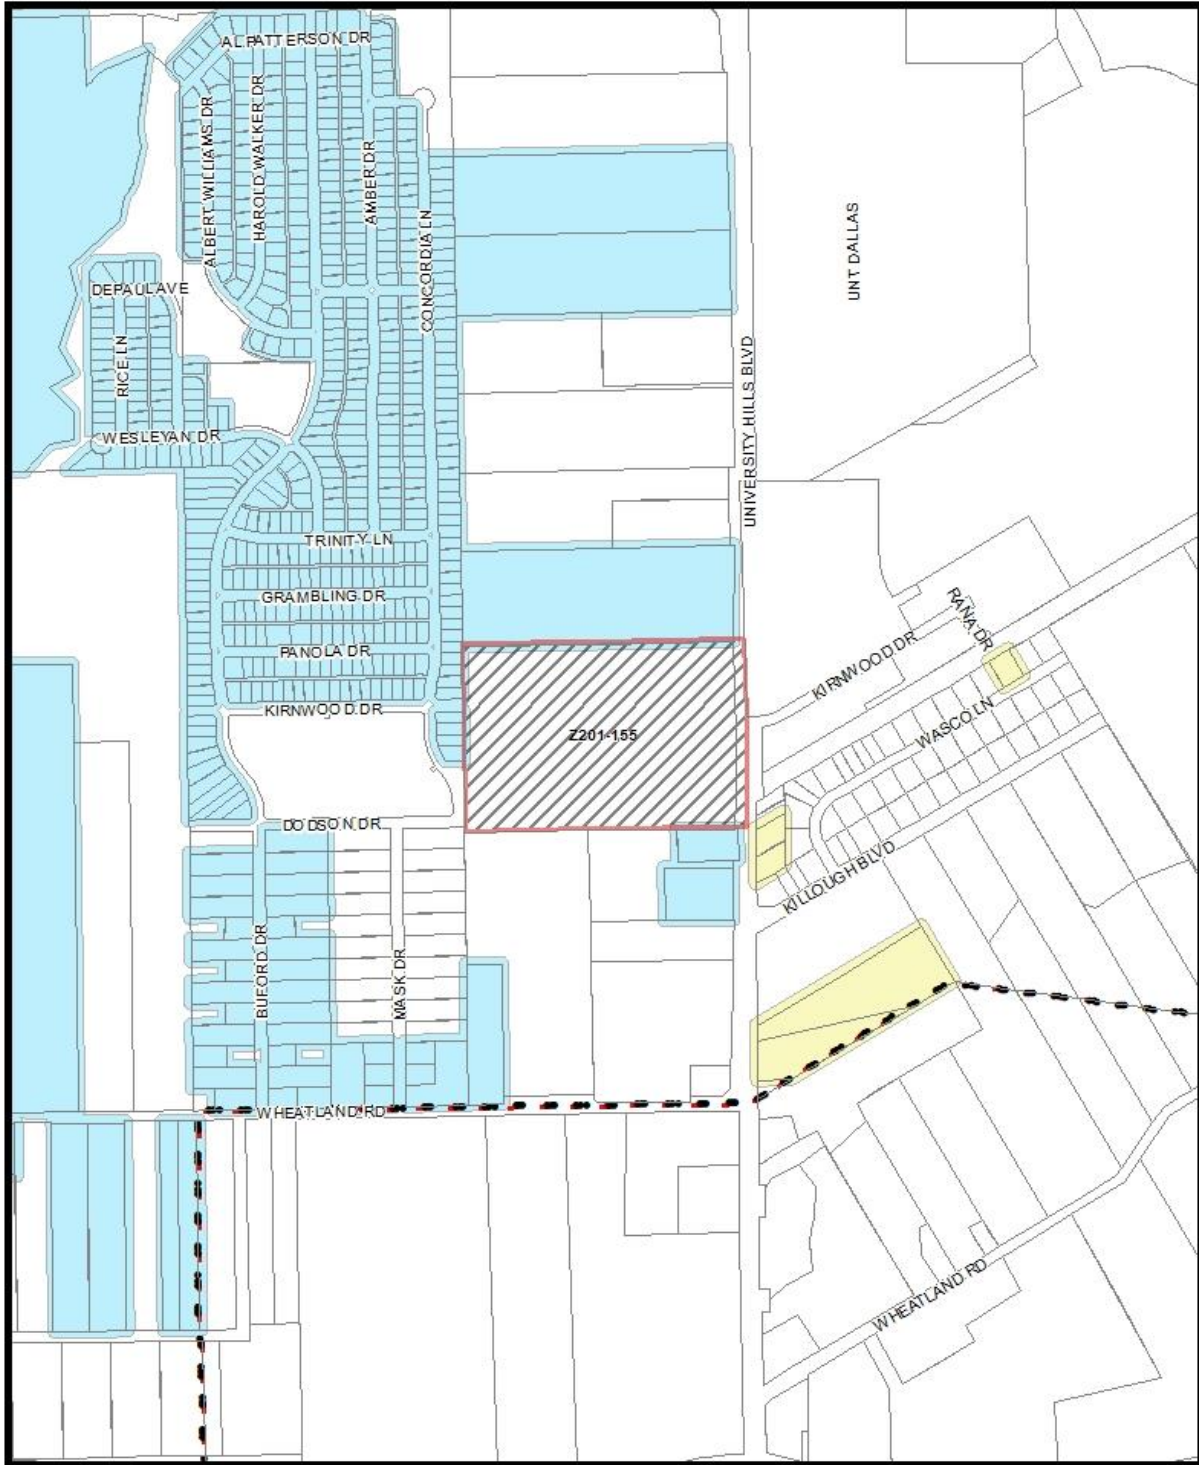 AL PATTERSON DR
ALBERT WILLIAMS DR
HAROLD WALKER DR
AMBER DR
CONCORDIA LN
UNT DALLAS
DEPAUL AVE
RICE LN
WESLEYAN DR
UNIVERSITY HILLS BLVD
TRINITY LN
GRAMBLING DR
PANOLA DR
KIRNWOOD DR
RANA DR
KIRNWOOD DR
WASCO LN
Z201-155
DODSON DR
KILLOUGH BLVD
BUFORD DR
MASK DR
WHEATLAND RD
WHEATLAND RD